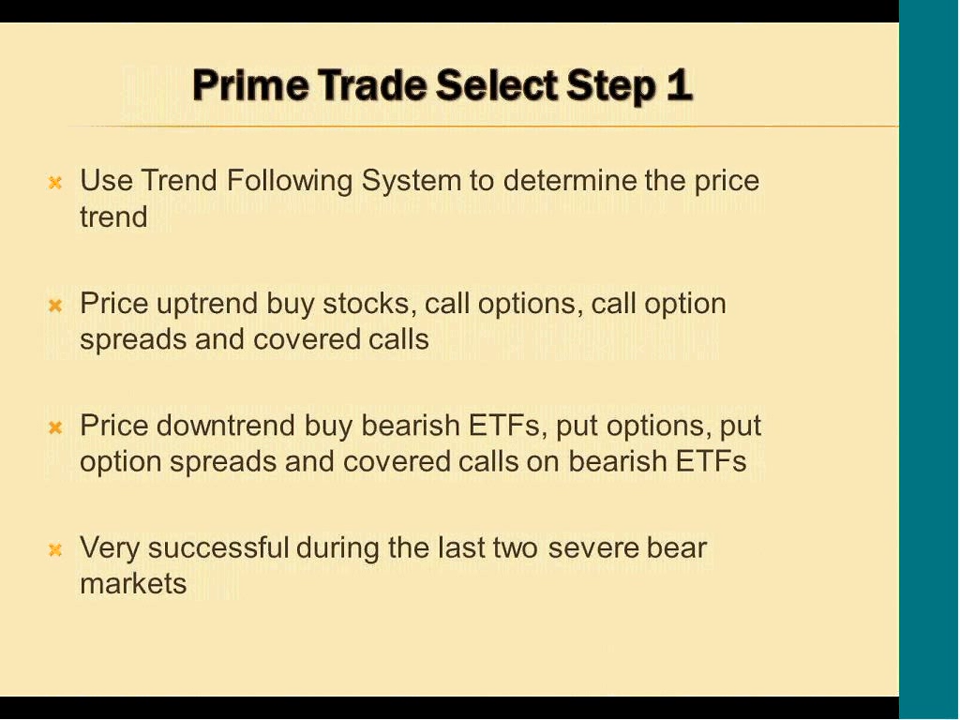 Prime Trade Select Step 1
Use Trend Following System to determine the price
trend
Price uptrend buy stocks, call options, call option
spreads and covered calls
Price downtrend buy bearish ETFs, put options, put
option spreads and covered calls on bearish ETFs
Very successful during the last two severe bear
markets